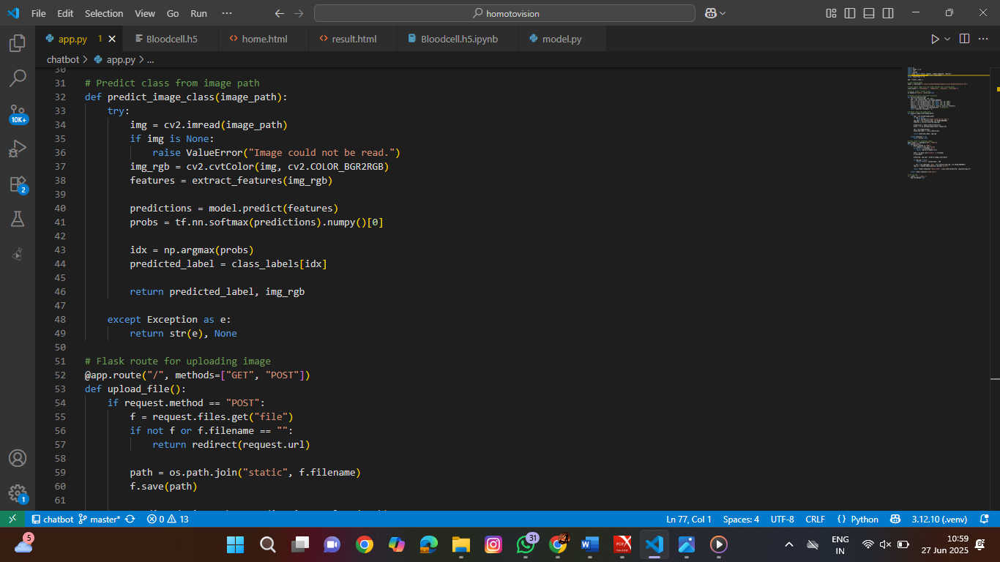 File Edit Selection View Go Run ··· homotovision
app.py 1 Bloodcell.h5 home.html result.html Bloodcell.h5.ipynb model.py
chatbot > app.py > ...
30
31 # Predict class from image path
32 def predict_image_class(image_path):
33 try:
34 img = cv2.imread(image_path)
35 if img is None:
36 raise ValueError("Image could not be read.")
37 img_rgb = cv2.cvtColor(img, cv2.COLOR_BGR2RGB)
38 features = extract_features(img_rgb)
39
40 predictions = model.predict(features)
41 probs = tf.nn.softmax(predictions).numpy()[0]
42
43 idx = np.argmax(probs)
44 predicted_label = class_labels[idx]
45
46 return predicted_label, img_rgb
47
48 except Exception as e:
49 return str(e), None
50
51 # Flask route for uploading image
52 @app.route("/", methods=["GET", "POST"])
53 def upload_file():
54 if request.method == "POST":
55 f = request.files.get("file")
56 if not f or f.filename == "":
57 return redirect(request.url)
58
59 path = os.path.join("static", f.filename)
60 f.save(path)
61
10K+
2
1
chatbot master* 0 13 Ln 77, Col 1 Spaces: 4 UTF-8 CRLF {} Python 3.12.10 (.venv)
5 31 ENG 10:59
IN 27 Jun 2025